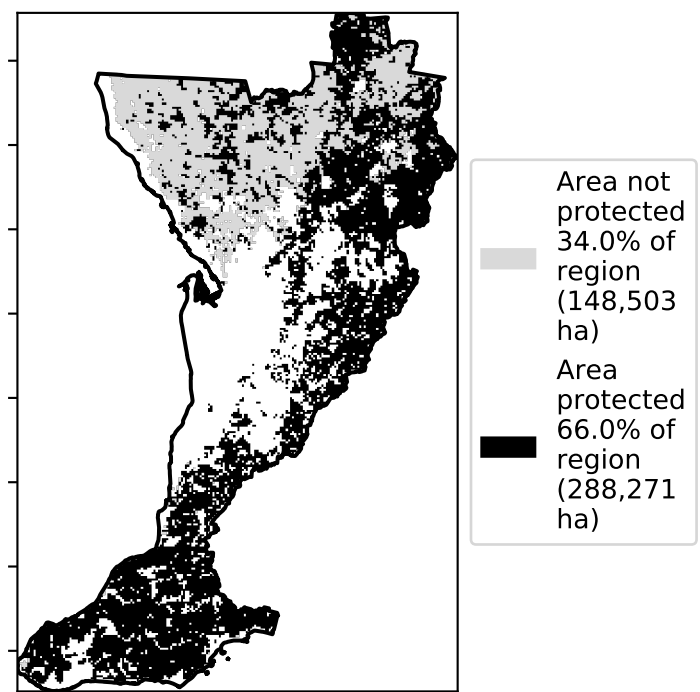 Area not
protected
34.0% of
region
(148,503
ha)
Area
protected
66.0% of
region
(288,271
ha)